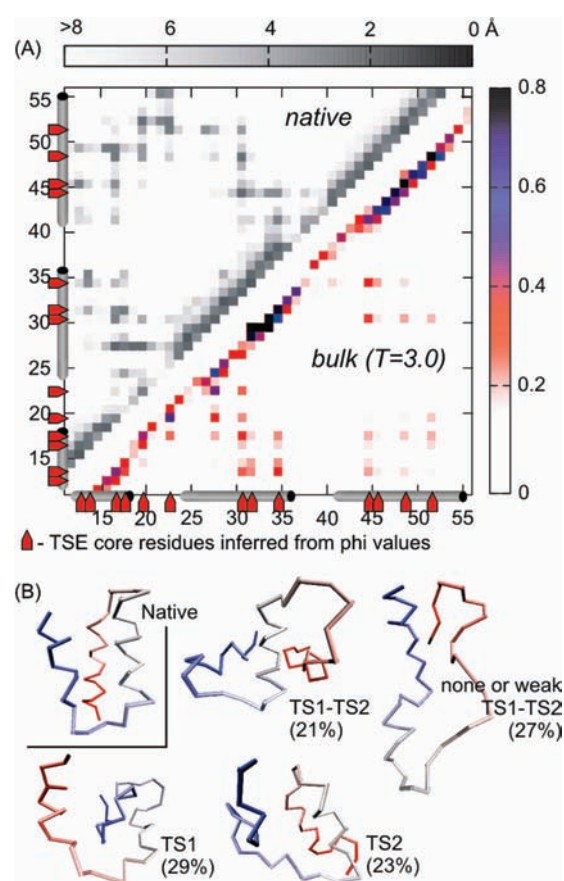 >8 6 4 2 0 Å
(A)
native
bulk (T=3.0)
55
50
45
40
35
30
25
20
15
0.8
0.6
0.4
0.2
0
15 20 25 30 35 40 45 50 55
- TSE core residues inferred from phi values
(B)
Native
TS1-TS2
(21%)
none or weak
TS1-TS2
(27%)
TS1
(29%)
TS2
(23%)